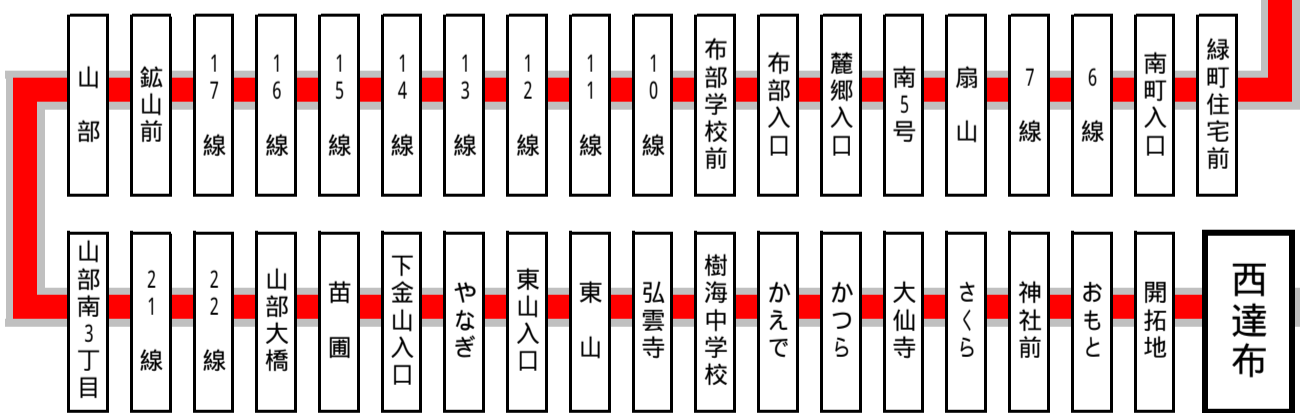 山部
鉱山前
17線
16線
15線
14線
13線
12線
11線
10線
布部学校前
布部入口
麓郷入口
南5号
扇山
7線
6線
南町入口
緑町住宅前
山部南3丁目
21線
22線
山部大橋
苗圃
下金山入口
やなぎ
東山入口
東山
弘雲寺
樹海中学校
かえで
かつら
大仙寺
さくら
神社前
おもと
開拓地
西達布